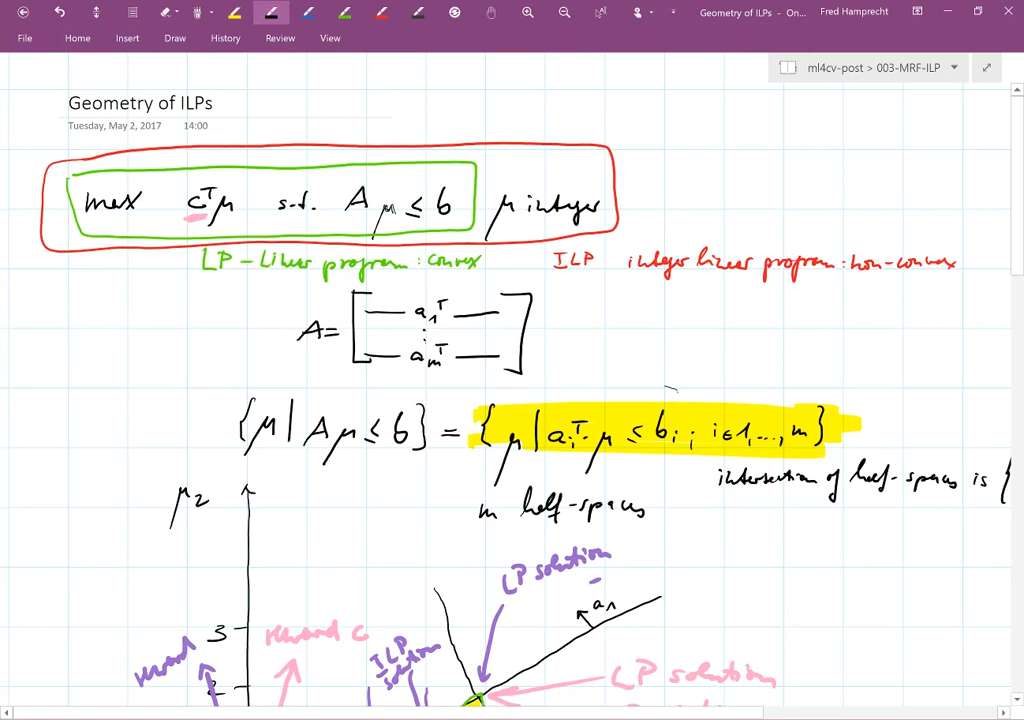 Geometry of ILPs - On... Fred Hamprecht
File Home Insert Draw History Review View
ml4cv-post > 003-MRF-ILP
Geometry of ILPs
Tuesday, May 2, 2017 14:00
max cᵀμ s.t. Aμ ≤ b μ integer
LP - Linear program : convex ILP integer linear program : non-convex
A = [ — a₁ᵀ — ⋮ — aₘᵀ — ]
{μ | Aμ ≤ b} = {μ | aᵢᵀ μ ≤ bᵢ ; i ∈ 1, ..., m}
intersection of half-spaces is {
m half-spaces
μ₂
LP solution
a₁
3
reward c
reward
ILP solution
LP solution
2